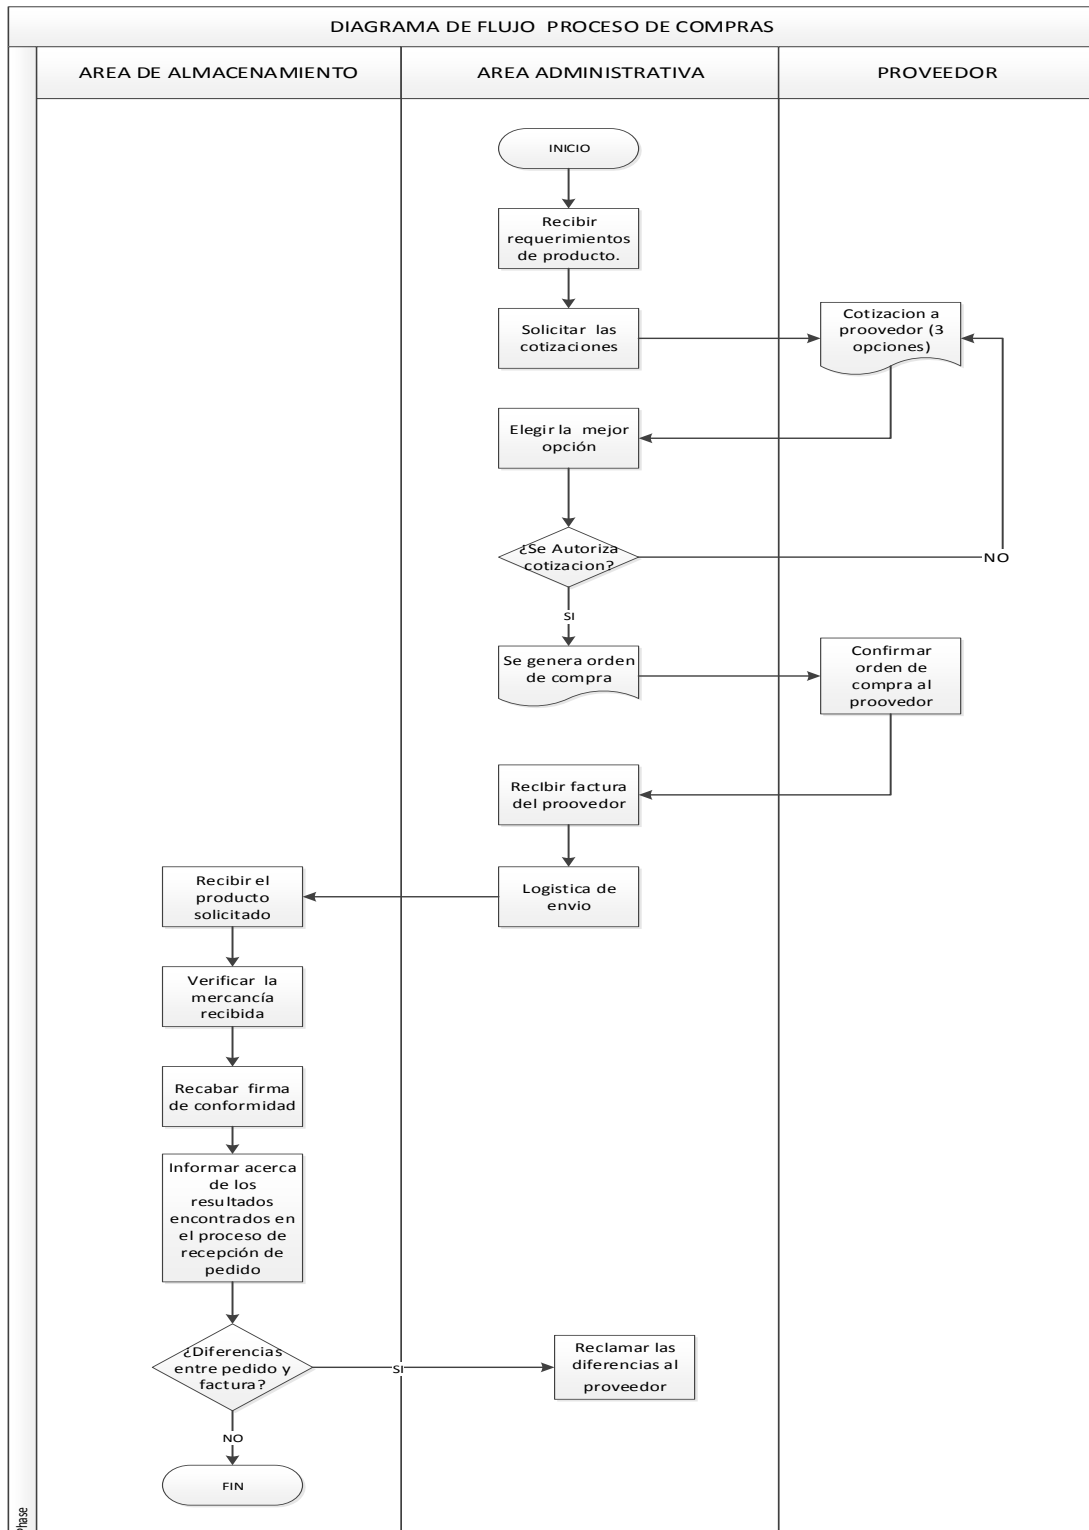 DIAGRAMA DE FLUJO PROCESO DE COMPRAS
AREA DE ALMACENAMIENTO
AREA ADMINISTRATIVA
PROVEEDOR
INICIO
Recibir
requerimientos
de producto.
Solicitar las
cotizaciones
Cotizacion a
proovedor (3
opciones)
Elegir la mejor
opción
¿Se Autoriza
cotizacion?
NO
SI
Se genera orden
de compra
Confirmar
orden de
compra al
proovedor
RecIbir factura
del proovedor
Logistica de
envio
Recibir el
producto
solicitado
Verificar la
mercancía
recibida
Recabar firma
de conformidad
Informar acerca
de los
resultados
encontrados en
el proceso de
recepción de
pedido
¿Diferencias
entre pedido y
factura?
SI
Reclamar las
diferencias al
proveedor
NO
FIN
Phase